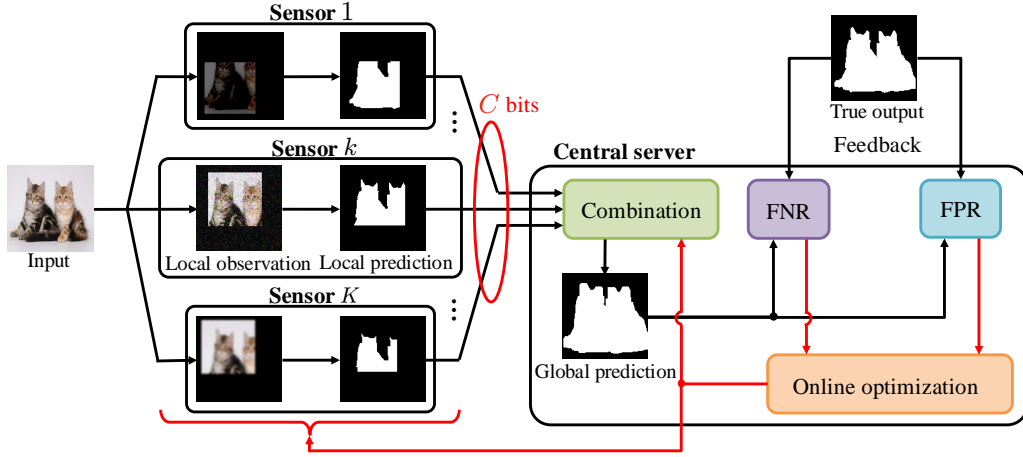 Sensor 1
C bits
Sensor k
Input
Local observation
Local prediction
Sensor K
True output
Feedback
Central server
Combination
FNR
FPR
Global prediction
Online optimization